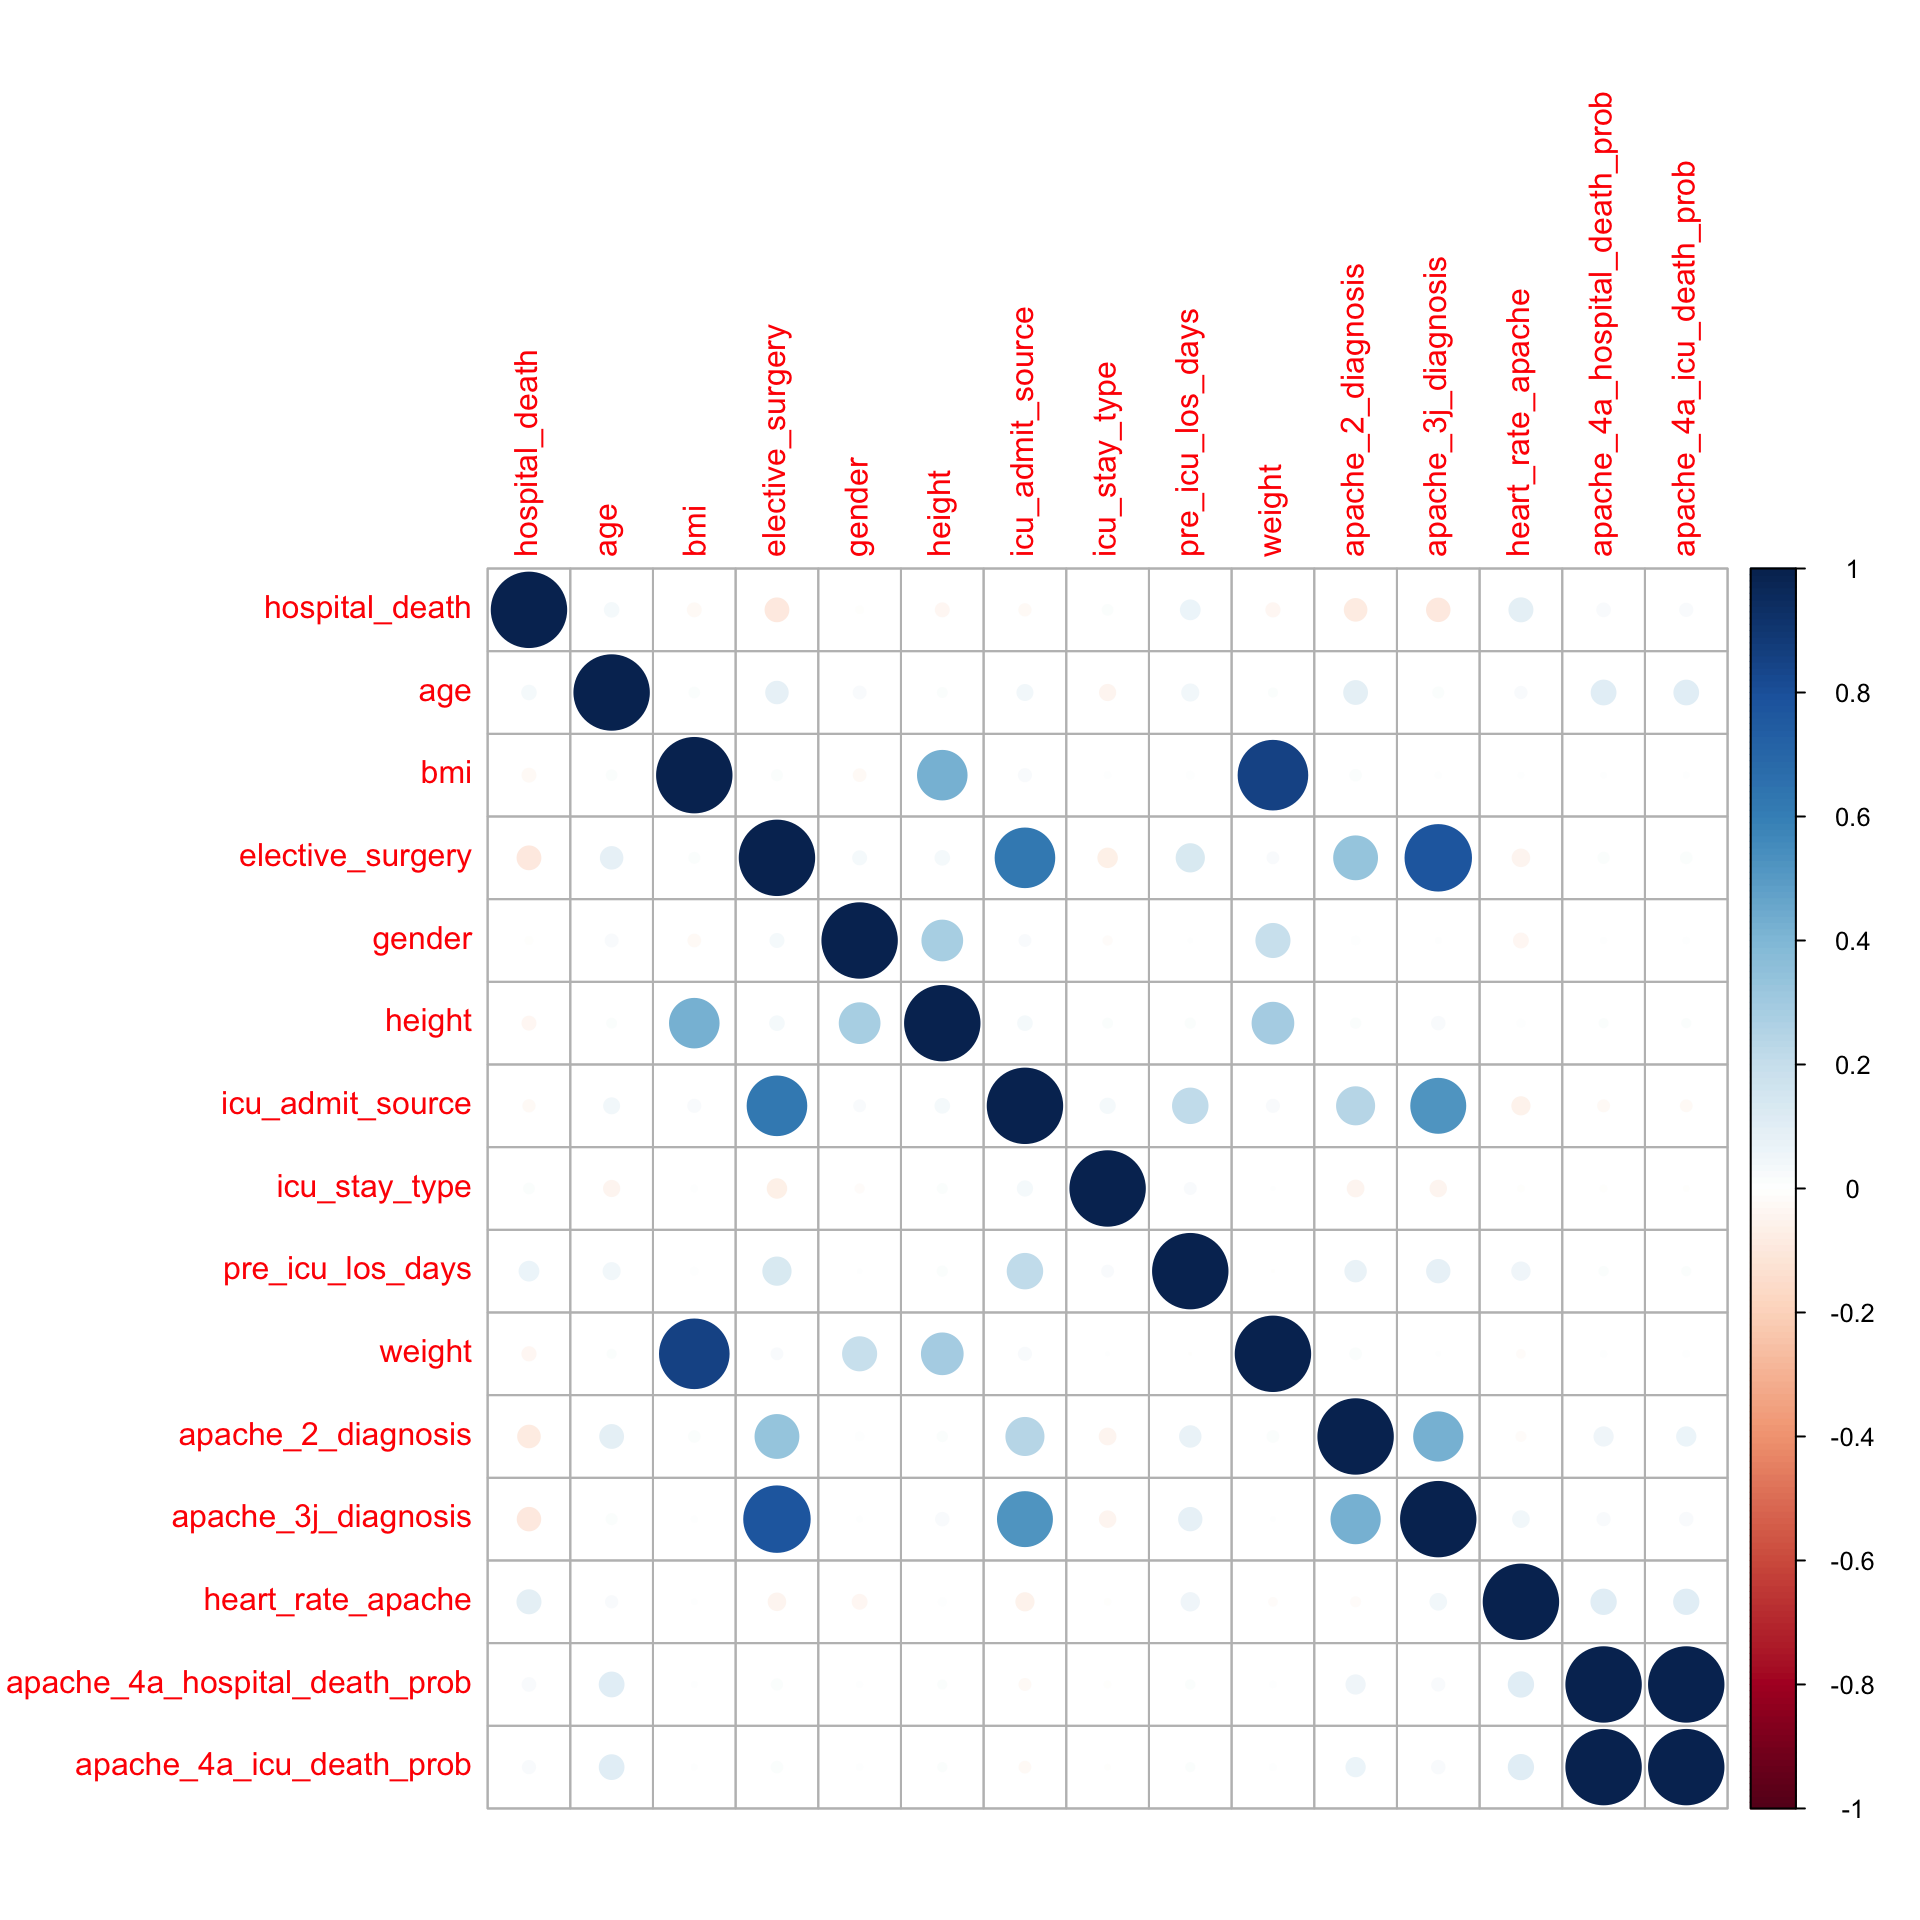 hospital_death
age
bmi
elective_surgery
gender
height
icu_admit_source
icu_stay_type
pre_icu_los_days
weight
apache_2_diagnosis
apache_3j_diagnosis
heart_rate_apache
apache_4a_hospital_death_prob
apache_4a_icu_death_prob
hospital_death
age
bmi
elective_surgery
gender
height
icu_admit_source
icu_stay_type
pre_icu_los_days
weight
apache_2_diagnosis
apache_3j_diagnosis
heart_rate_apache
apache_4a_hospital_death_prob
apache_4a_icu_death_prob
1
0.8
0.6
0.4
0.2
0
-0.2
-0.4
-0.6
-0.8
-1